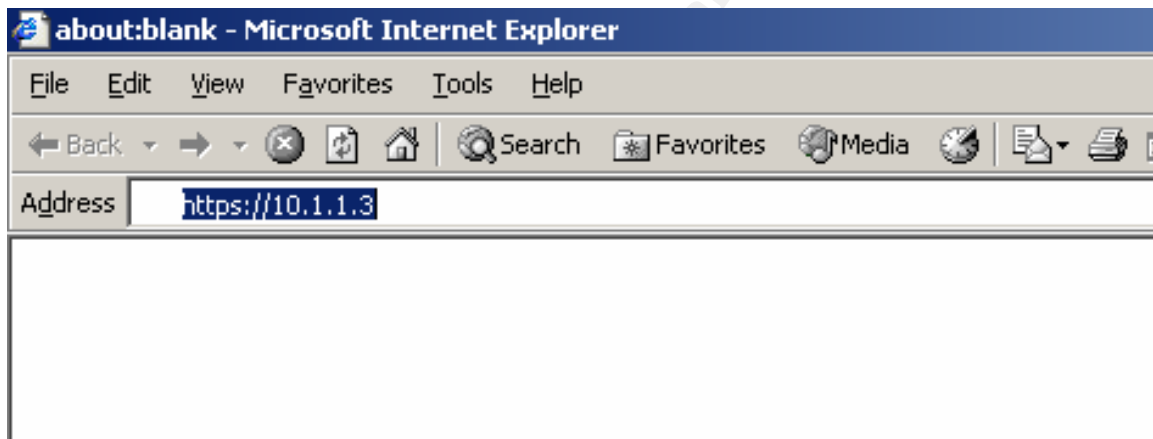 about:blank - Microsoft Internet Explorer
File Edit View Favorites Tools Help
Back Search Favorites Media
Address https://10.1.1.3